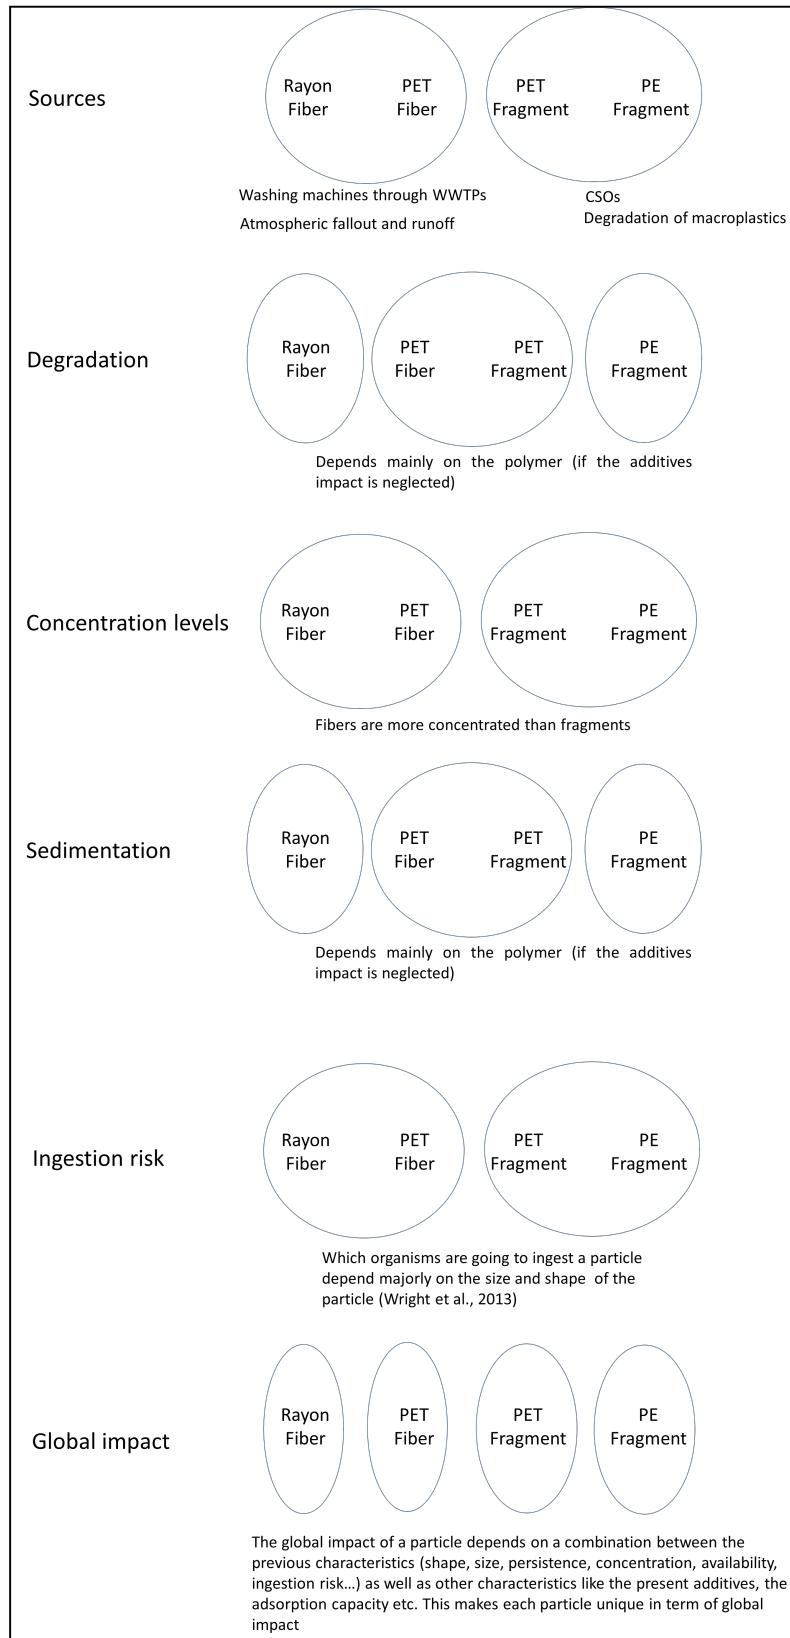 Sources
Rayon Fiber
PET Fiber
PET Fragment
PE Fragment
Washing machines through WWTPs
Atmospheric fallout and runoff
CSOs
Degradation of macroplastics
Degradation
Rayon Fiber
PET Fiber
PET Fragment
PE Fragment
Depends mainly on the polymer (if the additives
impact is neglected)
Concentration levels
Rayon Fiber
PET Fiber
PET Fragment
PE Fragment
Fibers are more concentrated than fragments
Sedimentation
Rayon Fiber
PET Fiber
PET Fragment
PE Fragment
Depends mainly on the polymer (if the additives
impact is neglected)
Ingestion risk
Rayon Fiber
PET Fiber
PET Fragment
PE Fragment
Which organisms are going to ingest a particle
depend majorly on the size and shape of the
particle (Wright et al., 2013)
Global impact
Rayon Fiber
PET Fiber
PET Fragment
PE Fragment
The global impact of a particle depends on a combination between the
previous characteristics (shape, size, persistence, concentration, availability,
ingestion risk...) as well as other characteristics like the present additives, the
adsorption capacity etc. This makes each particle unique in term of global
impact